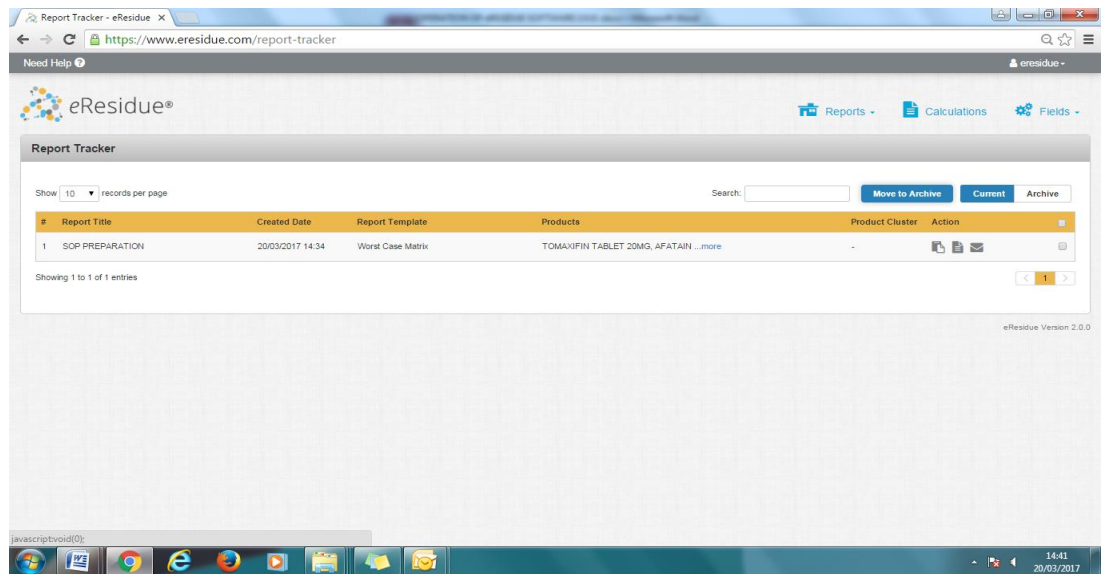 Report Tracker - eResidue
https://www.eresidue.com/report-tracker
Need Help ? eresidue
eResidue®
Reports Calculations Fields
Report Tracker
Show 10 records per page Search: Move to Archive Current Archive
# Report Title Created Date Report Template Products Product Cluster Action
1 SOP PREPARATION 20/03/2017 14:34 Worst Case Matrix TOMAXIFIN TABLET 20MG, AFATAIN ...more -
Showing 1 to 1 of 1 entries < 1 >
eResidue Version 2.0.0
javascript:void(0);
14:41
20/03/2017